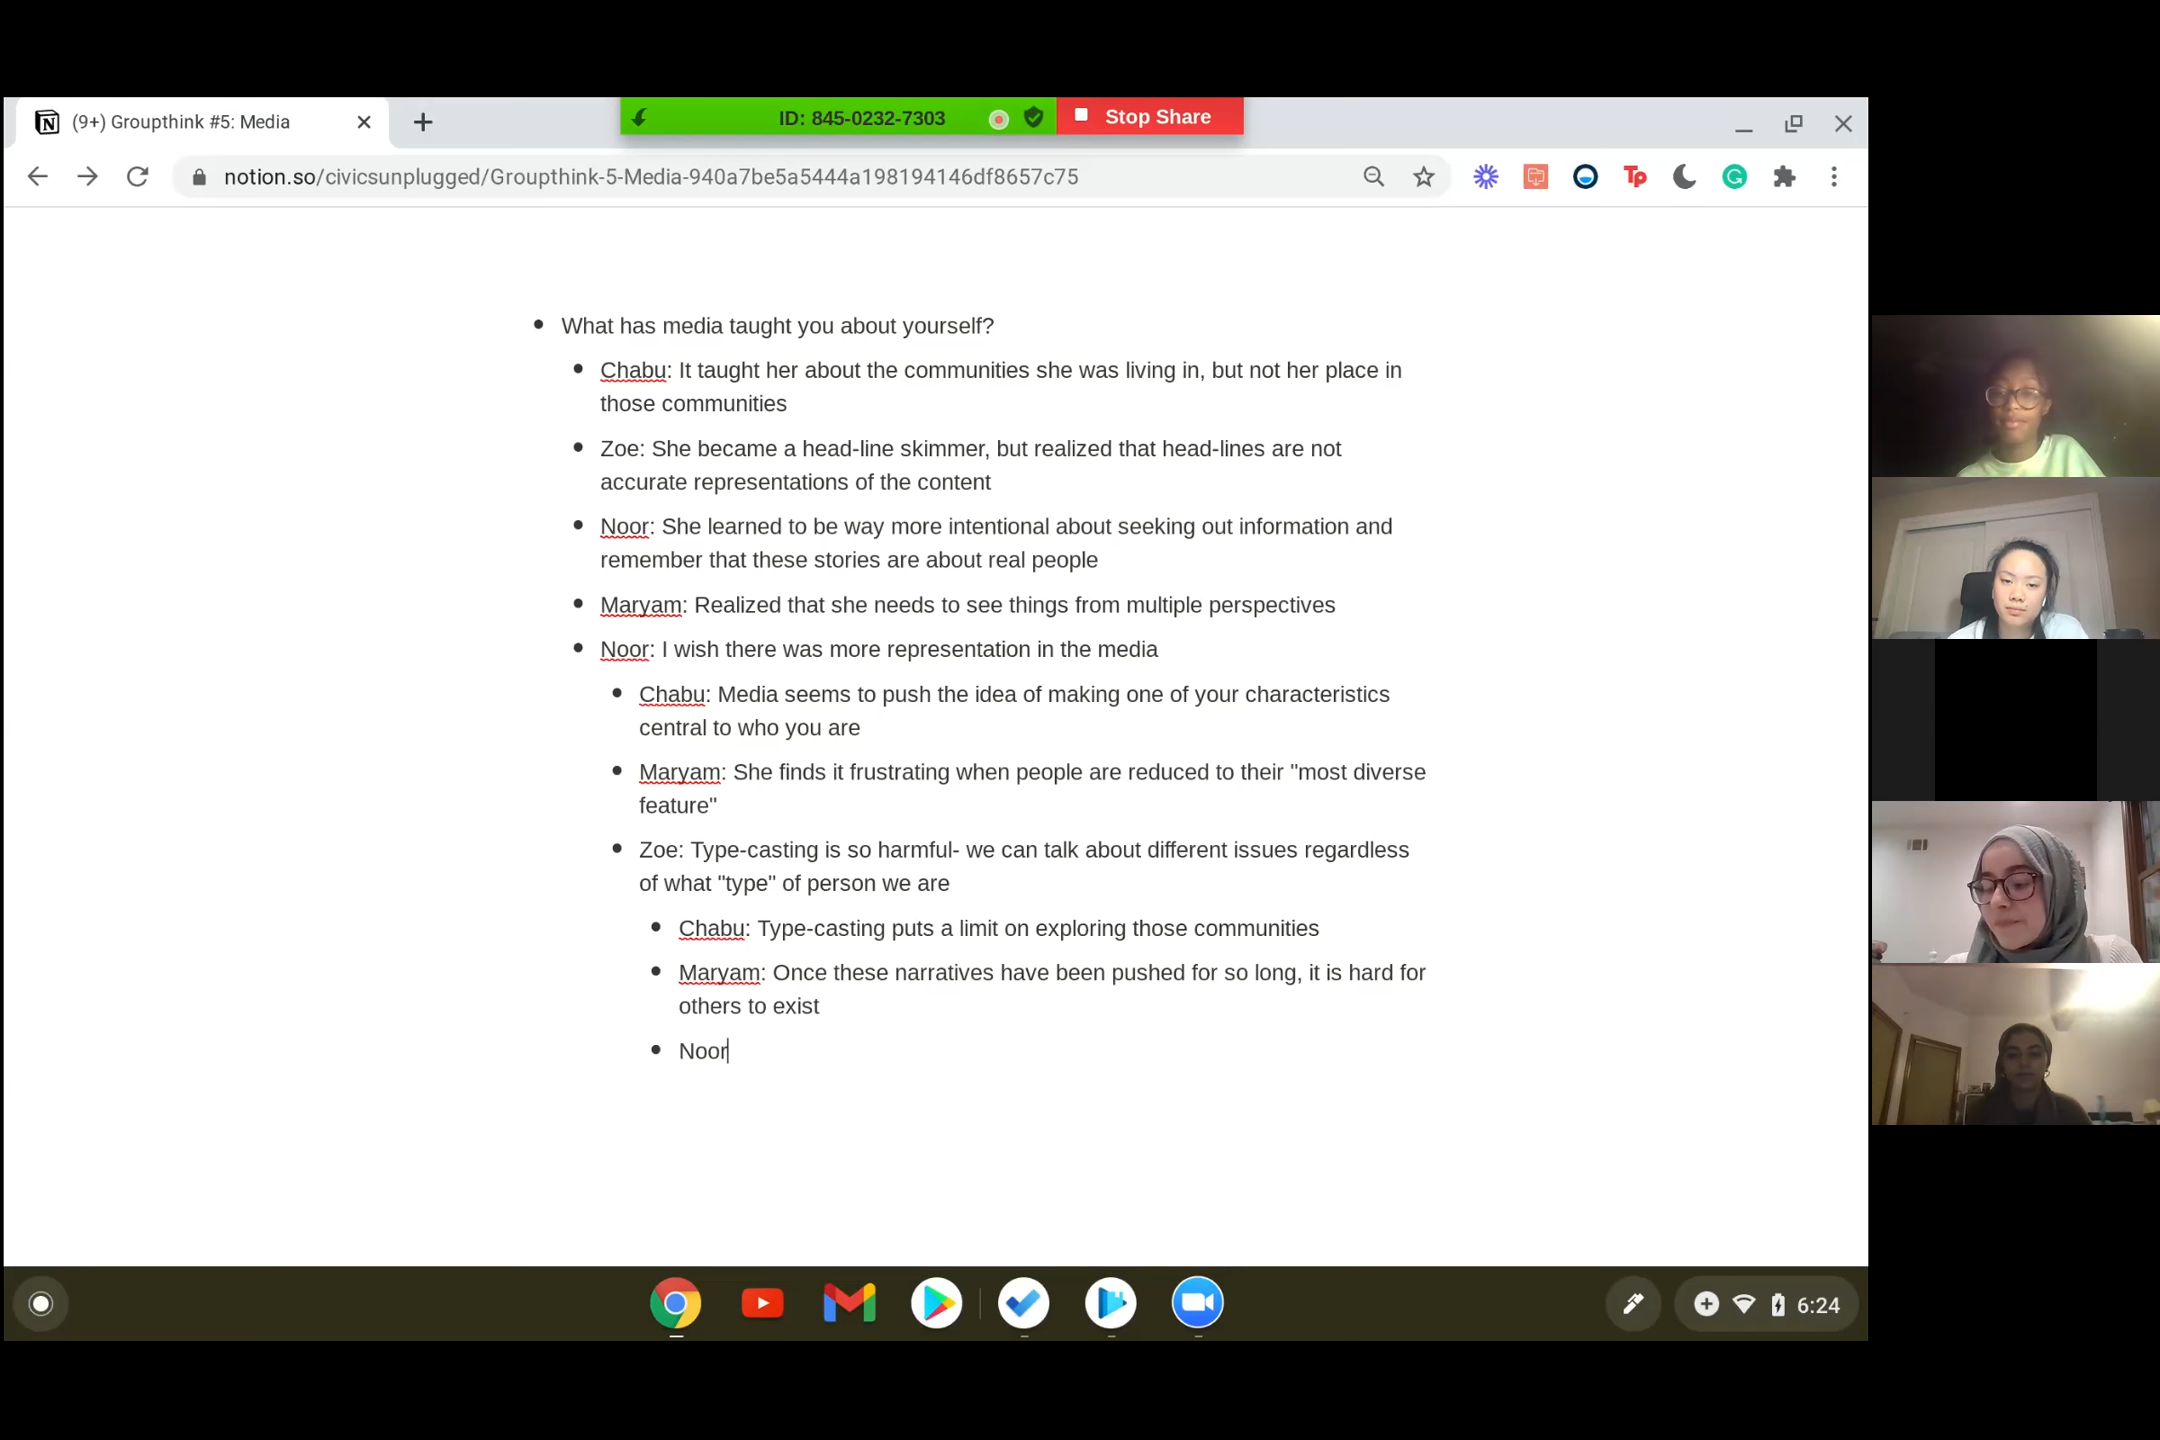 (9+) Groupthink #5: Media
ID: 845-0232-7303
Stop Share
notion.so/civicsunplugged/Groupthink-5-Media-940a7be5a5444a198194146df8657c75
What has media taught you about yourself?
Chabu: It taught her about the communities she was living in, but not her place in
those communities
Zoe: She became a head-line skimmer, but realized that head-lines are not
accurate representations of the content
Noor: She learned to be way more intentional about seeking out information and
remember that these stories are about real people
Maryam: Realized that she needs to see things from multiple perspectives
Noor: I wish there was more representation in the media
Chabu: Media seems to push the idea of making one of your characteristics
central to who you are
Maryam: She finds it frustrating when people are reduced to their "most diverse
feature"
Zoe: Type-casting is so harmful- we can talk about different issues regardless
of what "type" of person we are
Chabu: Type-casting puts a limit on exploring those communities
Maryam: Once these narratives have been pushed for so long, it is hard for
others to exist
Noor
6:24